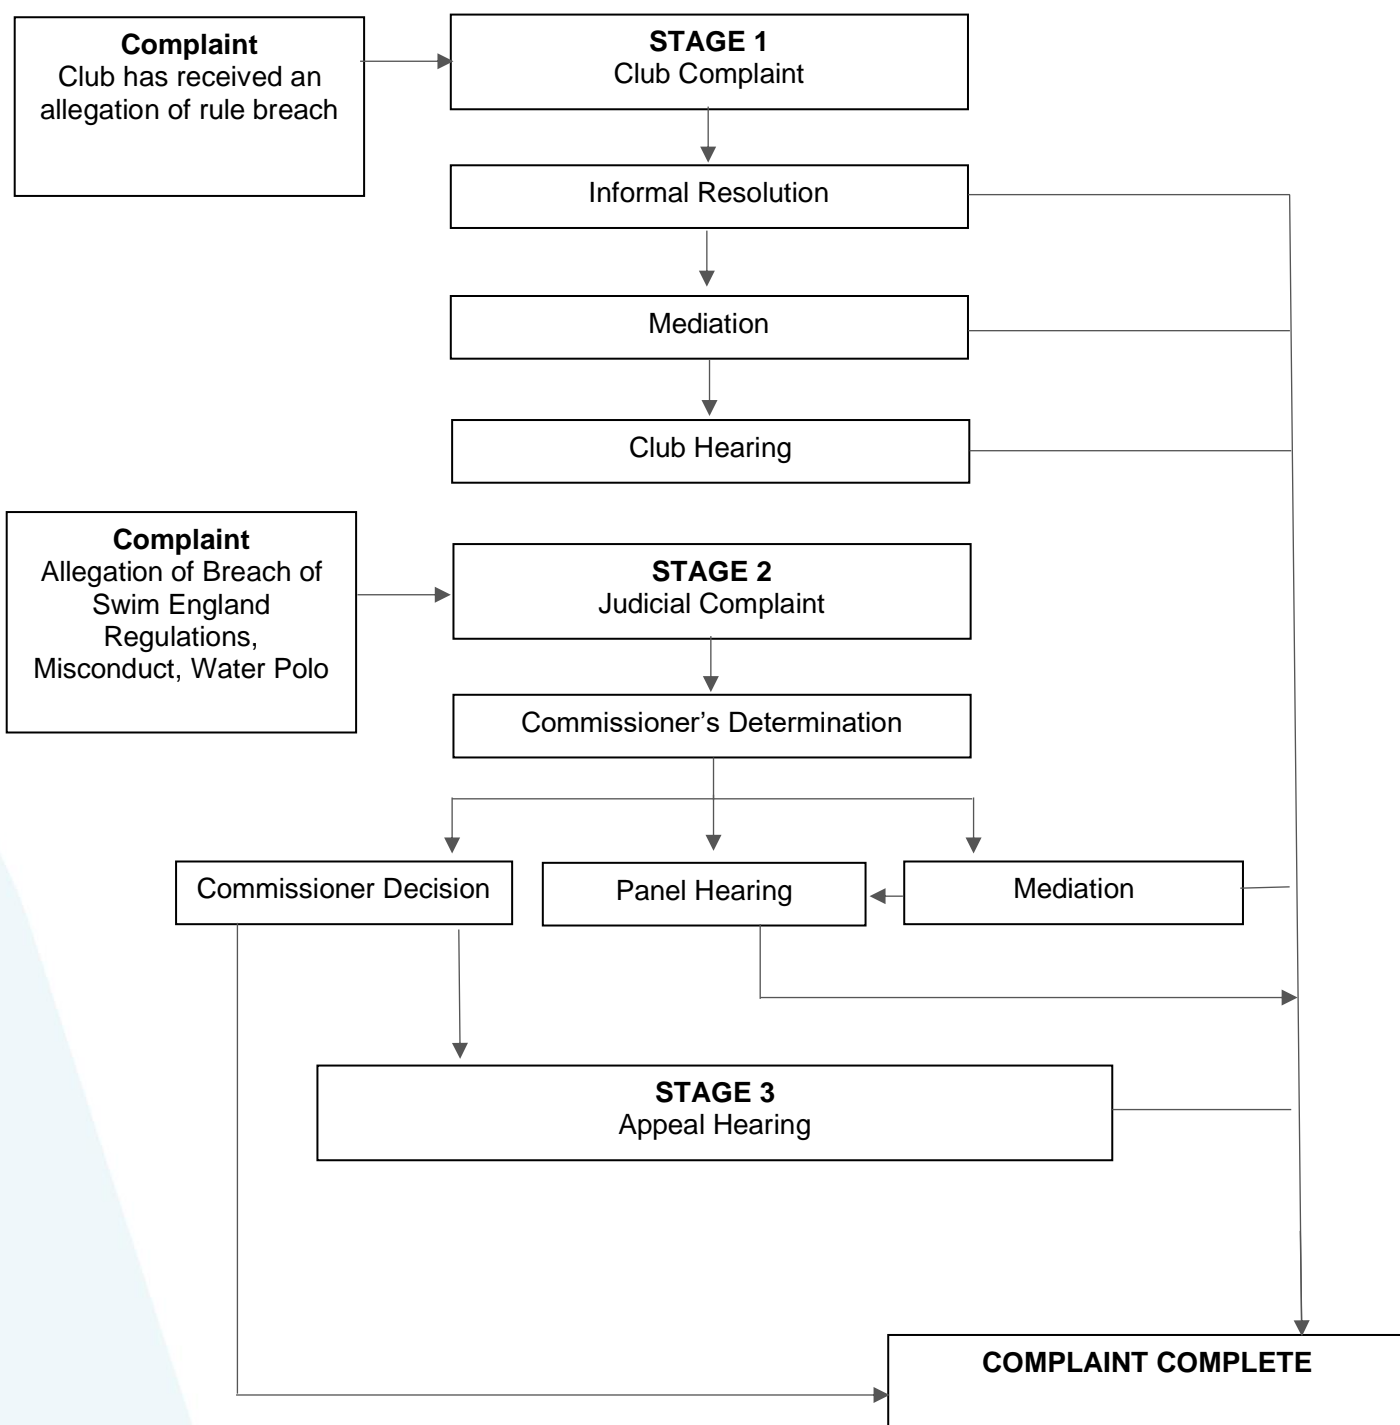 Complaint
Club has received an
allegation of rule breach
STAGE 1
Club Complaint
Informal Resolution
Mediation
Club Hearing
Complaint
Allegation of Breach of
Swim England
Regulations,
Misconduct, Water Polo
STAGE 2
Judicial Complaint
Commissioner’s Determination
Commissioner Decision
Panel Hearing
Mediation
STAGE 3
Appeal Hearing
COMPLAINT COMPLETE